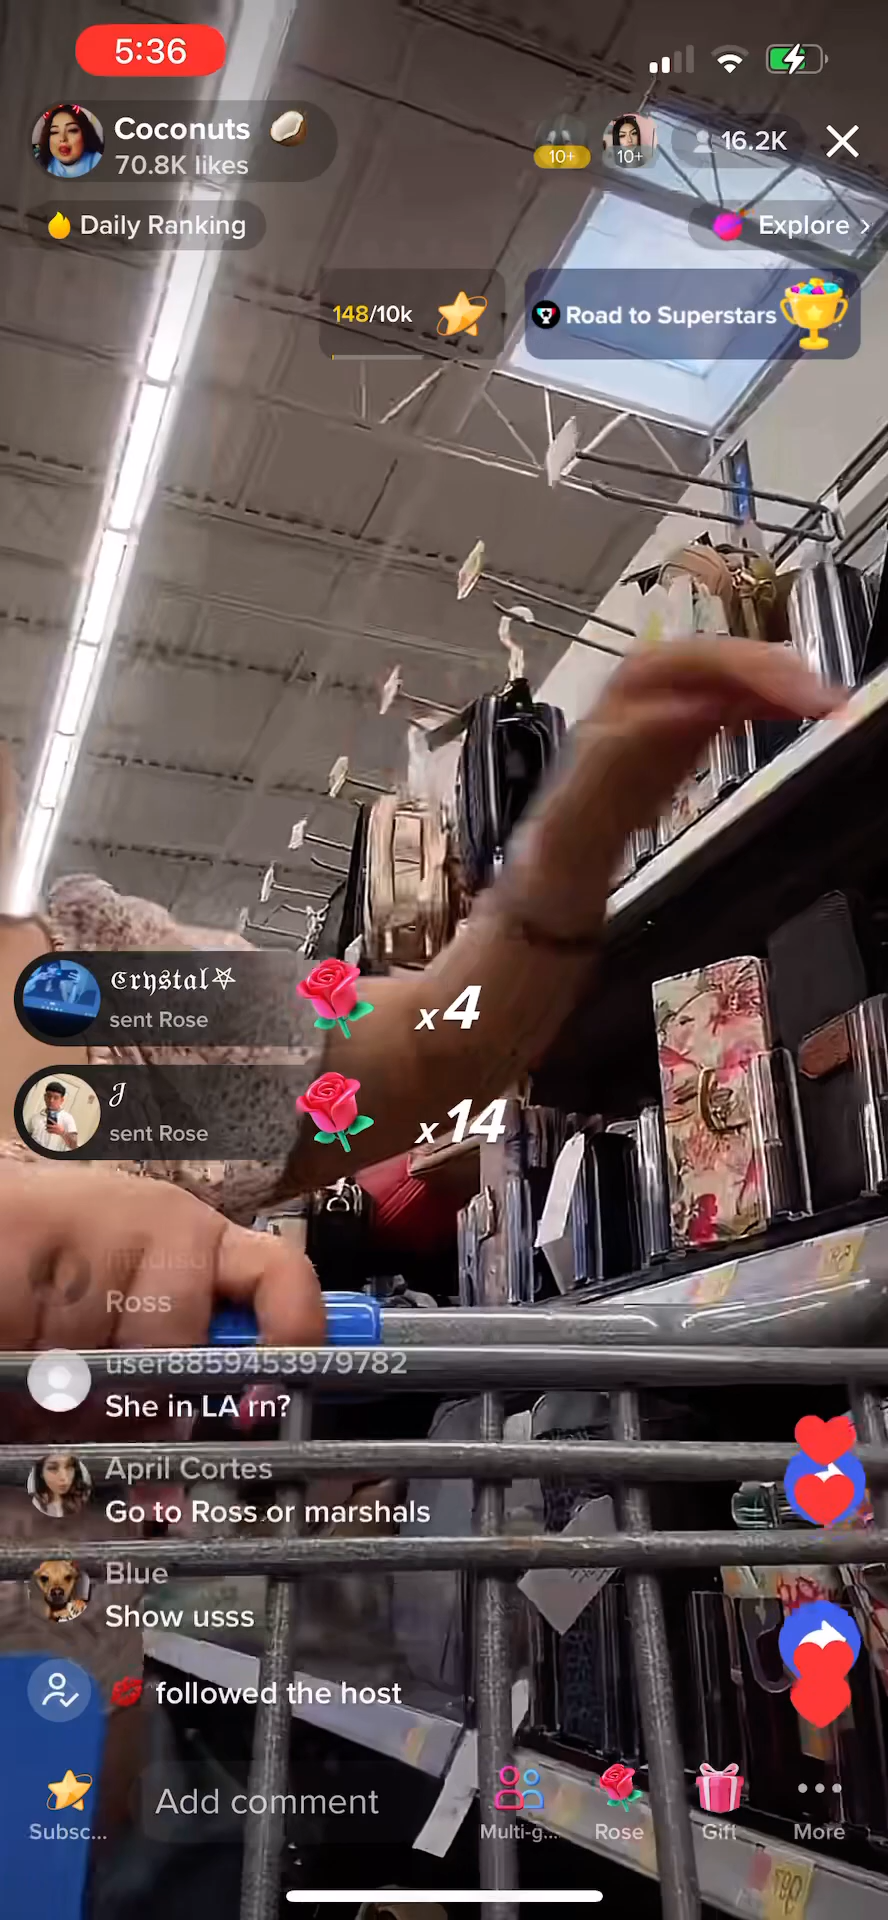 5:36
Coconuts 🥥
70.8K likes
10+
10+
16.2K
Daily Ranking
Explore >
148/10k
Road to Superstars
ℭ𝔯𝔶𝔰𝔱𝔞𝔩⛧
sent Rose
x4
𝒥
sent Rose
x14
madison
Ross
user8859453979782
She in LA rn?
April Cortes
Go to Ross or marshals
Blue
Show usss
💋 followed the host
Add comment
Subsc...
Multi-g...
Rose
Gift
More